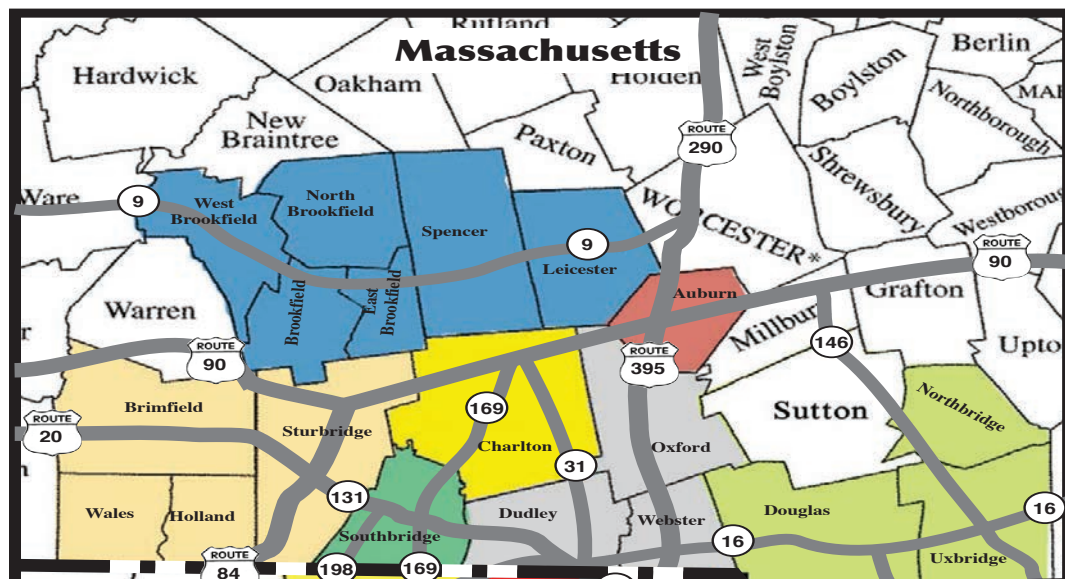 Rutland
Massachusetts
Berlin
Hardwick
Oakham
Holden
West
Boylston
Boylston
Northborough
New
Braintree
Paxton
ROUTE
290
Shrewsbury
Ware
9
West
Brookfield
North
Brookfield
Spencer
9
Leicester
WORCESTER*
ROUTE
90
Auburn
Grafton
Warren
Brookfield
East
Brookfield
146
ROUTE
90
ROUTE
395
Brimfield
169
Sutton
Northbridge
ROUTE
20
Sturbridge
Charlton
31
Oxford
131
Wales
Holland
Southbridge
Dudley
Webster
16
Douglas
16
Uxbridge
ROUTE
84
198
169